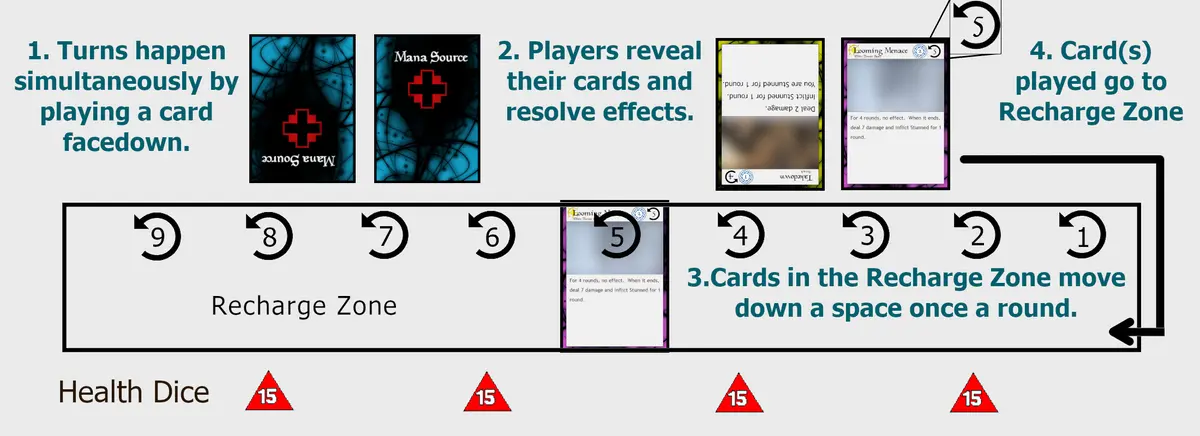 1. Turns happen
simultaneously by
playing a card
facedown.
Mana Source
Mana Source
2. Players reveal
their cards and
resolve effects.
Takedown
Deal 2 damage.
Inflict Stunned for 1 round.
You are Stunned for 1 round.
4
Looming Menace
5
For 4 rounds, no effect. When it ends,
deal 7 damage and inflict Stunned for 1
round.
5
4. Card(s)
played go to
Recharge Zone
9 8 7 6 5 4 3 2 1
Looming M
5
For 4 rounds, no effect. When it ends,
deal 7 damage and inflict Stunned for 1
round.
3.Cards in the Recharge Zone move
down a space once a round.
Recharge Zone
Health Dice
15 15 15 15